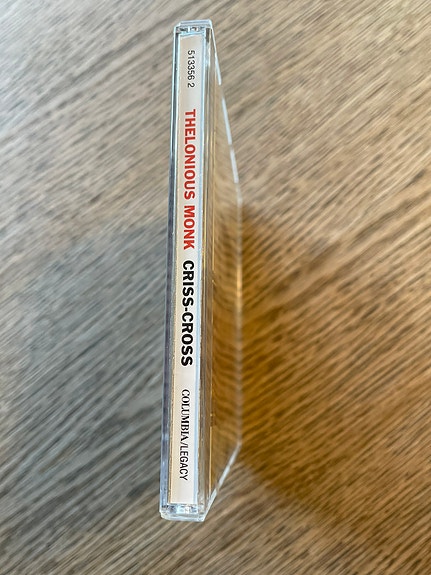 513356 2 THELONIOUS MONK CRISS-CROSS COLUMBIA/LEGACY